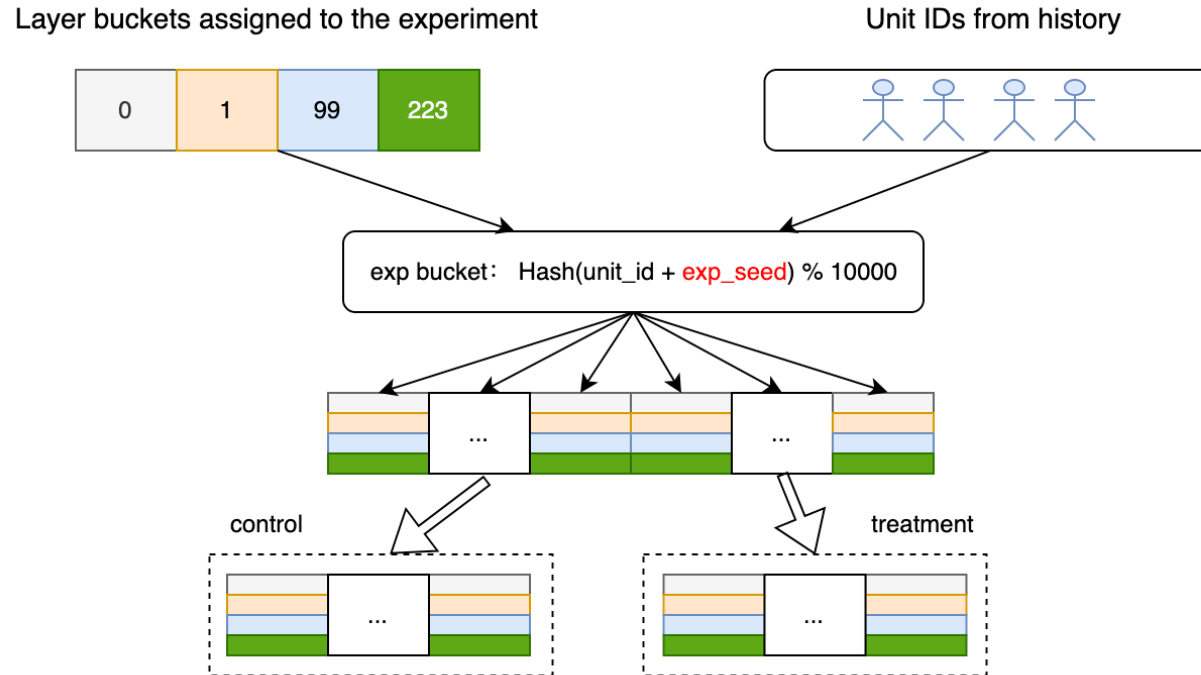 Layer buckets assigned to the experiment
Unit IDs from history
0
1
99
223
exp bucket： Hash(unit_id + exp_seed) % 10000
...
...
control
treatment
...
...